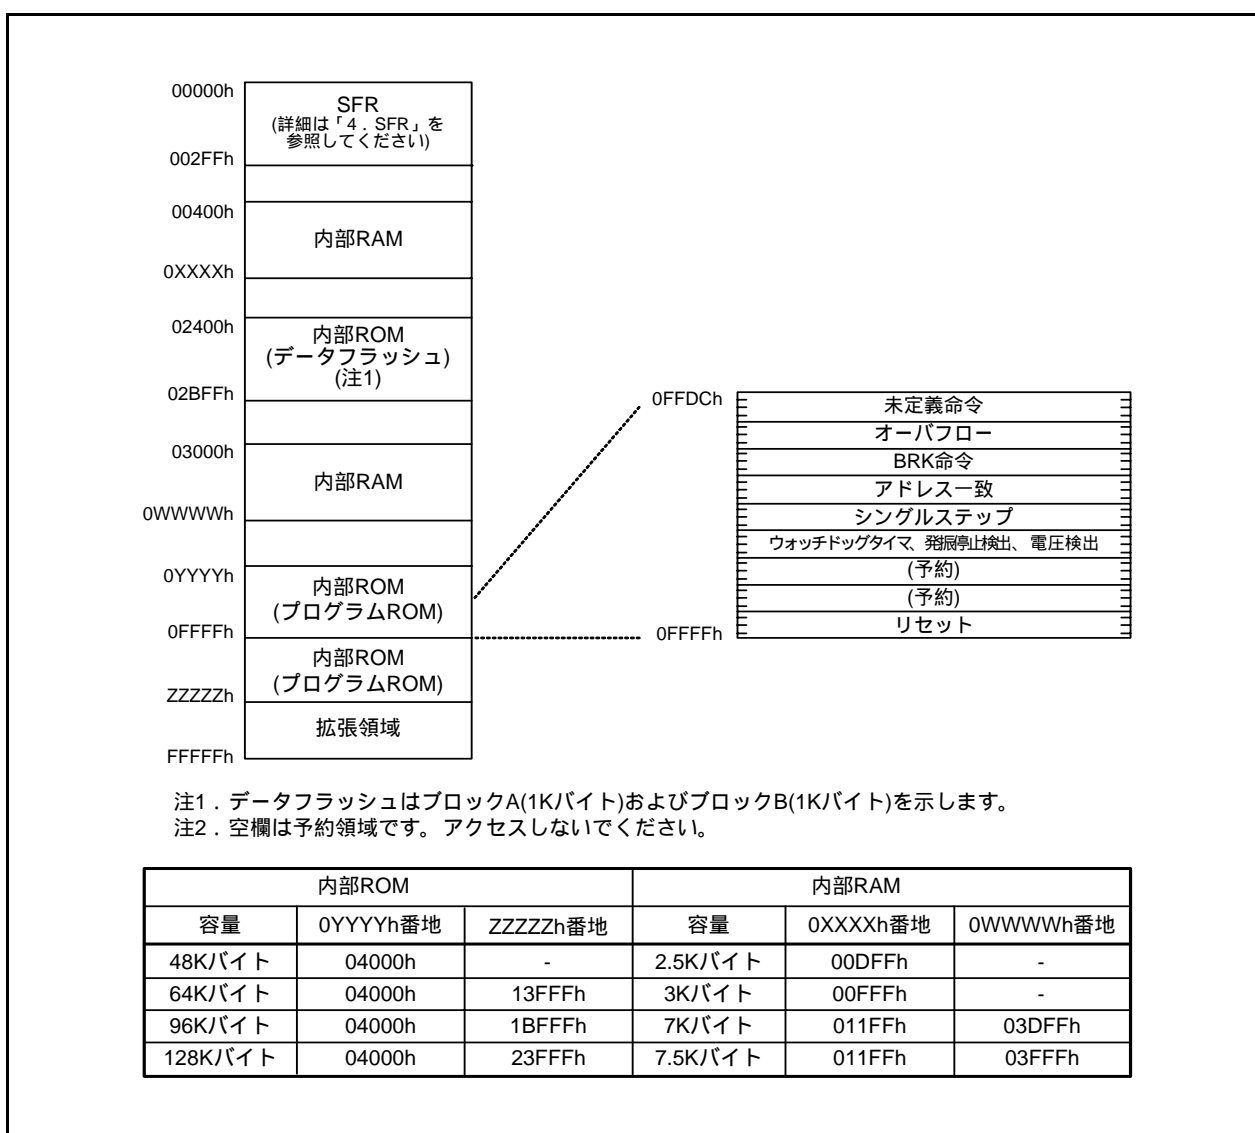 00000h
SFR
(詳細は「4．SFR」を
参照してください)
002FFh
00400h
内部RAM
0XXXXh
02400h
内部ROM
(データフラッシュ)
(注1)
02BFFh
03000h
内部RAM
0WWWWh
0YYYYh
内部ROM
(プログラムROM)
0FFFFh
内部ROM
(プログラムROM)
ZZZZZh
拡張領域
FFFFFh
0FFDCh
未定義命令
オーバフロー
BRK命令
アドレス一致
シングルステップ
ウォッチドッグタイマ、発振停止検出、電圧検出
(予約)
(予約)
0FFFFh
リセット
注1．データフラッシュはブロックA(1Kバイト)およびブロックB(1Kバイト)を示します。
注2．空欄は予約領域です。アクセスしないでください。
内部ROM 内部RAM
容量 0YYYYh番地 ZZZZZh番地 容量 0XXXXh番地 0WWWWh番地
48Kバイト 04000h - 2.5Kバイト 00DFFh -
64Kバイト 04000h 13FFFh 3Kバイト 00FFFh -
96Kバイト 04000h 1BFFFh 7Kバイト 011FFh 03DFFh
128Kバイト 04000h 23FFFh 7.5Kバイト 011FFh 03FFFh